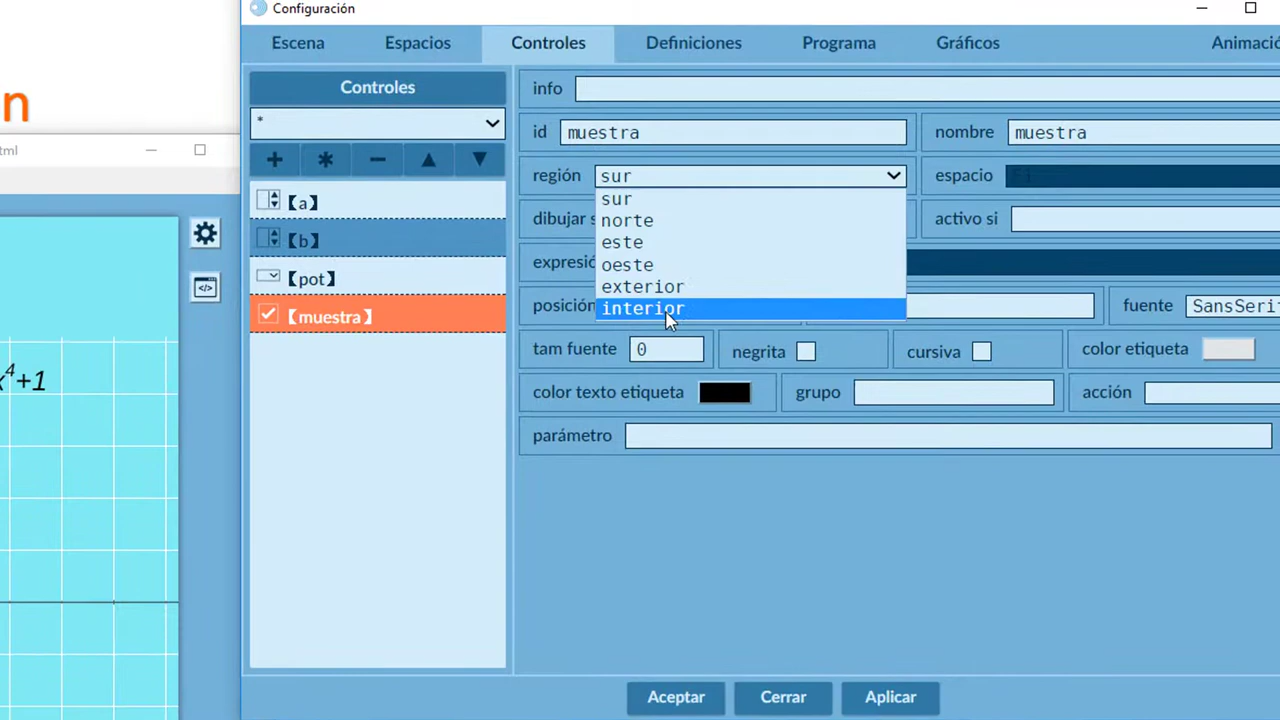 Configuración
Escena Espacios Controles Definiciones Programa Gráficos Animació
n
Controles
info
*
id muestra nombre muestra
tml
región sur espacio
sur
【a】
dibujar s activo si
norte
【b】
este
expresió
oeste
【pot】
exterior
posición interior fuente SansSeri
【muestra】
tam fuente 0 negrita cursiva color etiqueta
x⁴+1
color texto etiqueta grupo acción
parámetro
Aceptar Cerrar Aplicar